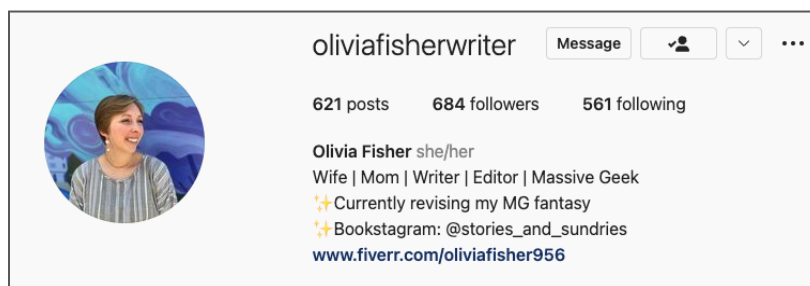 oliviafisherwriter Message
621 posts 684 followers 561 following
Olivia Fisher she/her
Wife | Mom | Writer | Editor | Massive Geek
✨Currently revising my MG fantasy
✨Bookstagram: @stories_and_sundries
www.fiverr.com/oliviafisher956